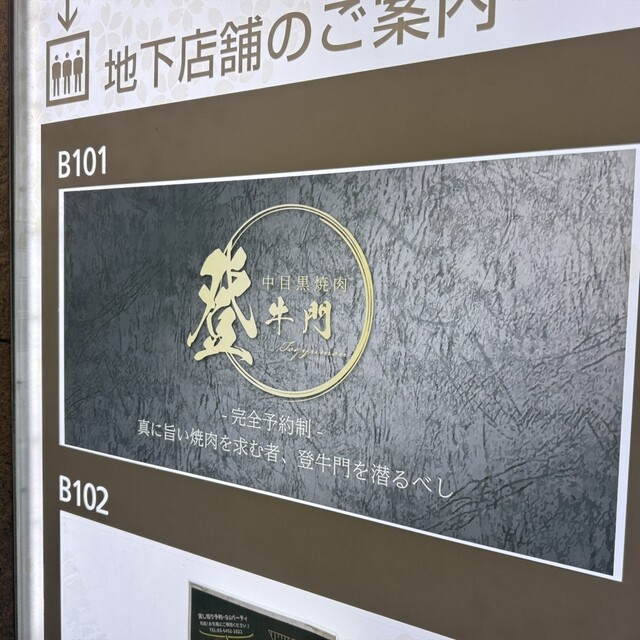 地下店舗のご案内
B101
中目黒焼肉
登牛門
Togyumon
- 完全予約制 -
真に旨い焼肉を求む者、登牛門を潜るべし
B102